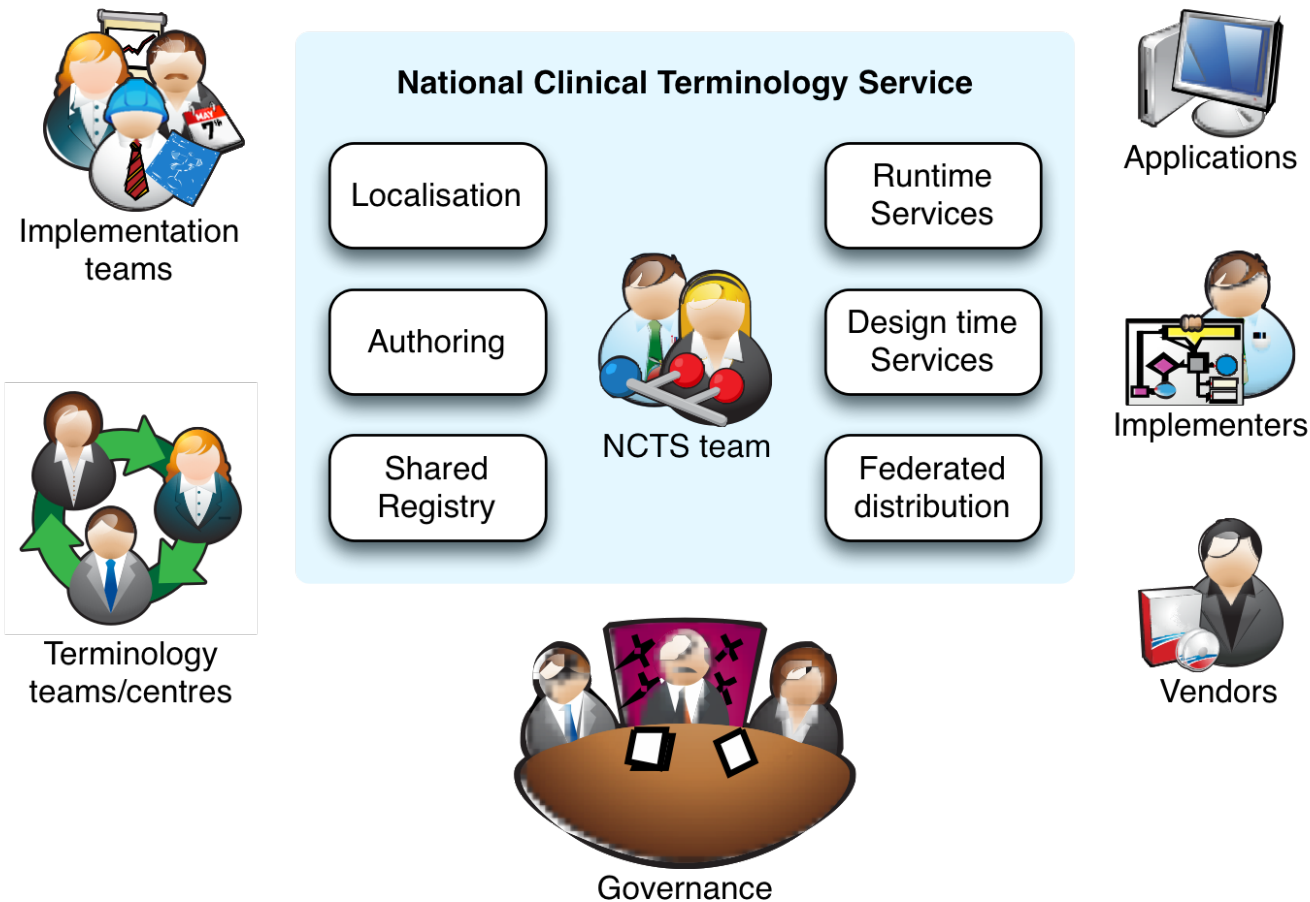 National Clinical Terminology Service
Implementation
teams
MAY
7th
Terminology
teams/centres
Localisation
Authoring
Shared
Registry
NCTS team
Runtime
Services
Design time
Services
Federated
distribution
Applications
Implementers
Vendors
Governance